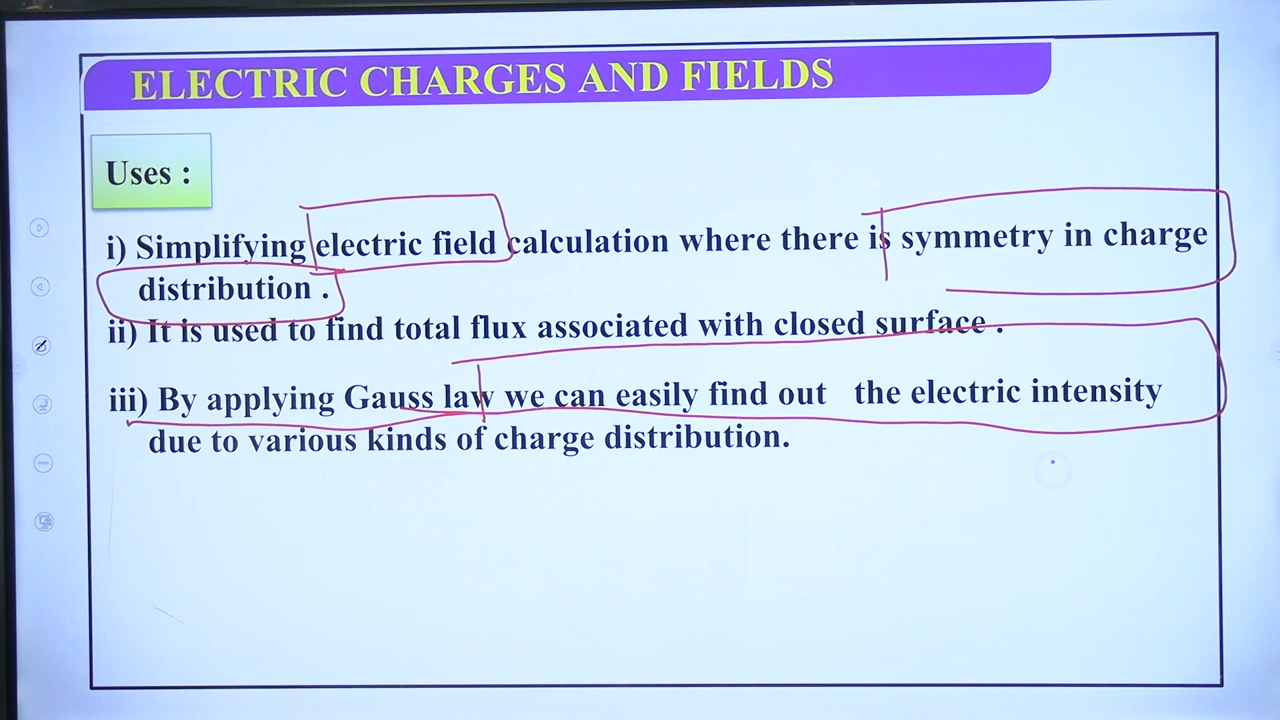 ELECTRIC CHARGES AND FIELDS
Uses :
i) Simplifying electric field calculation where there is symmetry in charge
distribution .
ii) It is used to find total flux associated with closed surface .
iii) By applying Gauss law we can easily find out the electric intensity
due to various kinds of charge distribution.